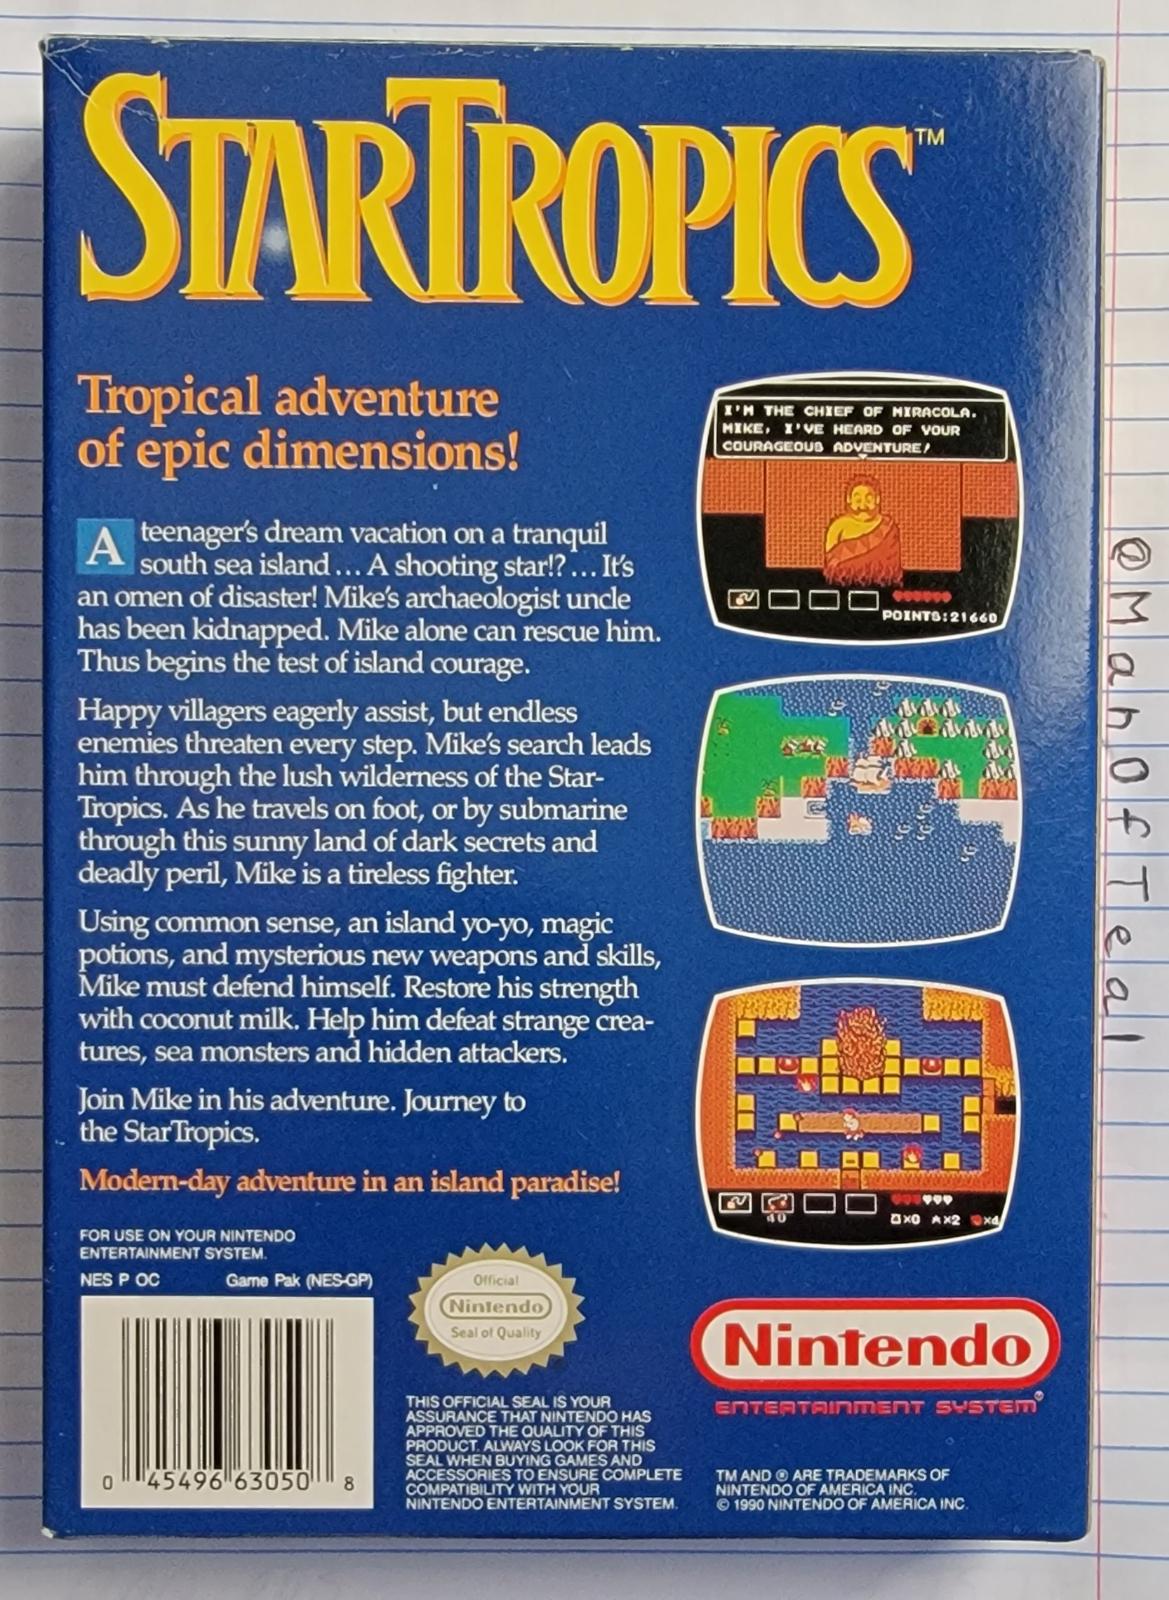 STARTROPICS™
Tropical adventure
of epic dimensions!
A teenager's dream vacation on a tranquil
south sea island... A shooting star!?... It's
an omen of disaster! Mike's archaeologist uncle
has been kidnapped. Mike alone can rescue him.
Thus begins the test of island courage.
Happy villagers eagerly assist, but endless
enemies threaten every step. Mike's search leads
him through the lush wilderness of the Star-
Tropics. As he travels on foot, or by submarine
through this sunny land of dark secrets and
deadly peril, Mike is a tireless fighter.
Using common sense, an island yo-yo, magic
potions, and mysterious new weapons and skills,
Mike must defend himself. Restore his strength
with coconut milk. Help him defeat strange crea-
tures, sea monsters and hidden attackers.
Join Mike in his adventure. Journey to
the StarTropics.
Modern-day adventure in an island paradise!
I'M THE CHIEF OF MIRACOLA.
MIKE, I'VE HEARD OF YOUR
COURAGEOUS ADVENTURE!
POINTS:21660
40
x0 x2 x4
FOR USE ON YOUR NINTENDO
ENTERTAINMENT SYSTEM.
NES P OC Game Pak (NES-GP)
0 45496 63050 8
Official
Nintendo
Seal of Quality
THIS OFFICIAL SEAL IS YOUR
ASSURANCE THAT NINTENDO HAS
APPROVED THE QUALITY OF THIS
PRODUCT. ALWAYS LOOK FOR THIS
SEAL WHEN BUYING GAMES AND
ACCESSORIES TO ENSURE COMPLETE
COMPATIBILITY WITH YOUR
NINTENDO ENTERTAINMENT SYSTEM.
Nintendo
ENTERTAINMENT SYSTEM®
TM AND ® ARE TRADEMARKS OF
NINTENDO OF AMERICA INC.
© 1990 NINTENDO OF AMERICA INC.
@MahOfTeal